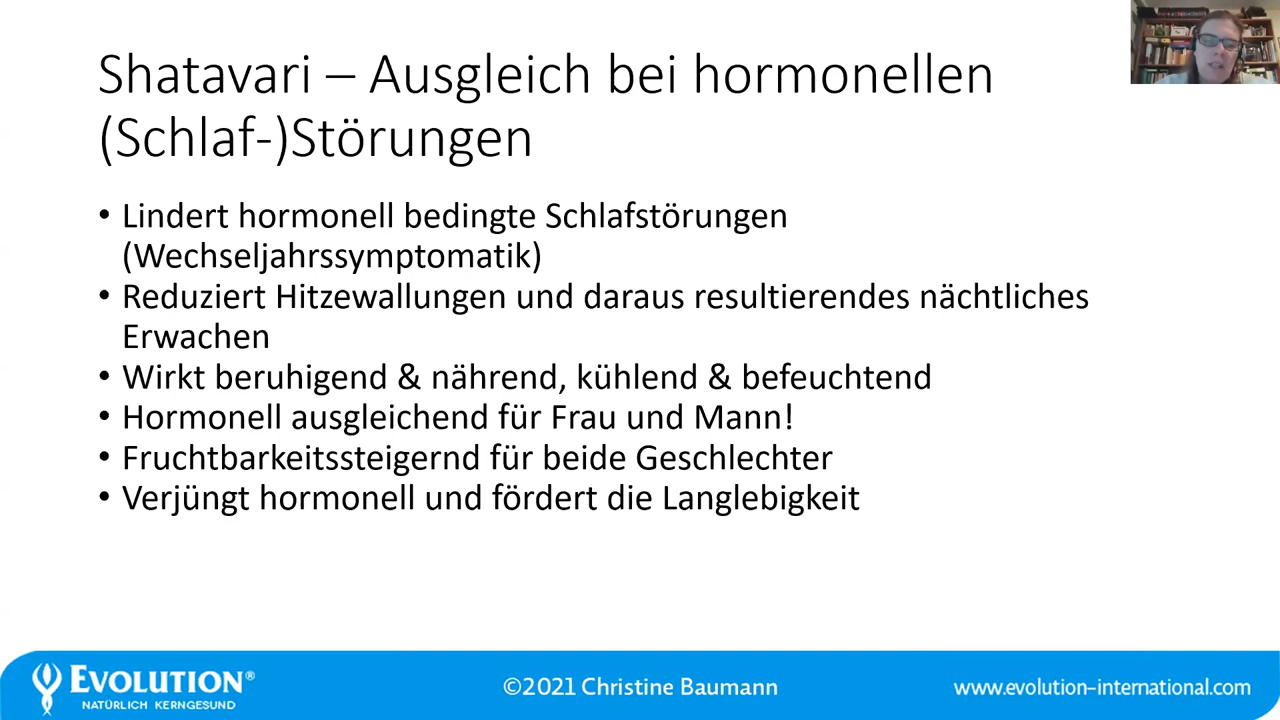 Shatavari – Ausgleich bei hormonellen
(Schlaf-)Störungen
• Lindert hormonell bedingte Schlafstörungen
(Wechseljahrssymptomatik)
• Reduziert Hitzewallungen und daraus resultierendes nächtliches
Erwachen
• Wirkt beruhigend & nährend, kühlend & befeuchtend
• Hormonell ausgleichend für Frau und Mann!
• Fruchtbarkeitssteigernd für beide Geschlechter
• Verjüngt hormonell und fördert die Langlebigkeit
EVOLUTION®
NATÜRLICH KERNGESUND
©2021 Christine Baumann
www.evolution-international.com